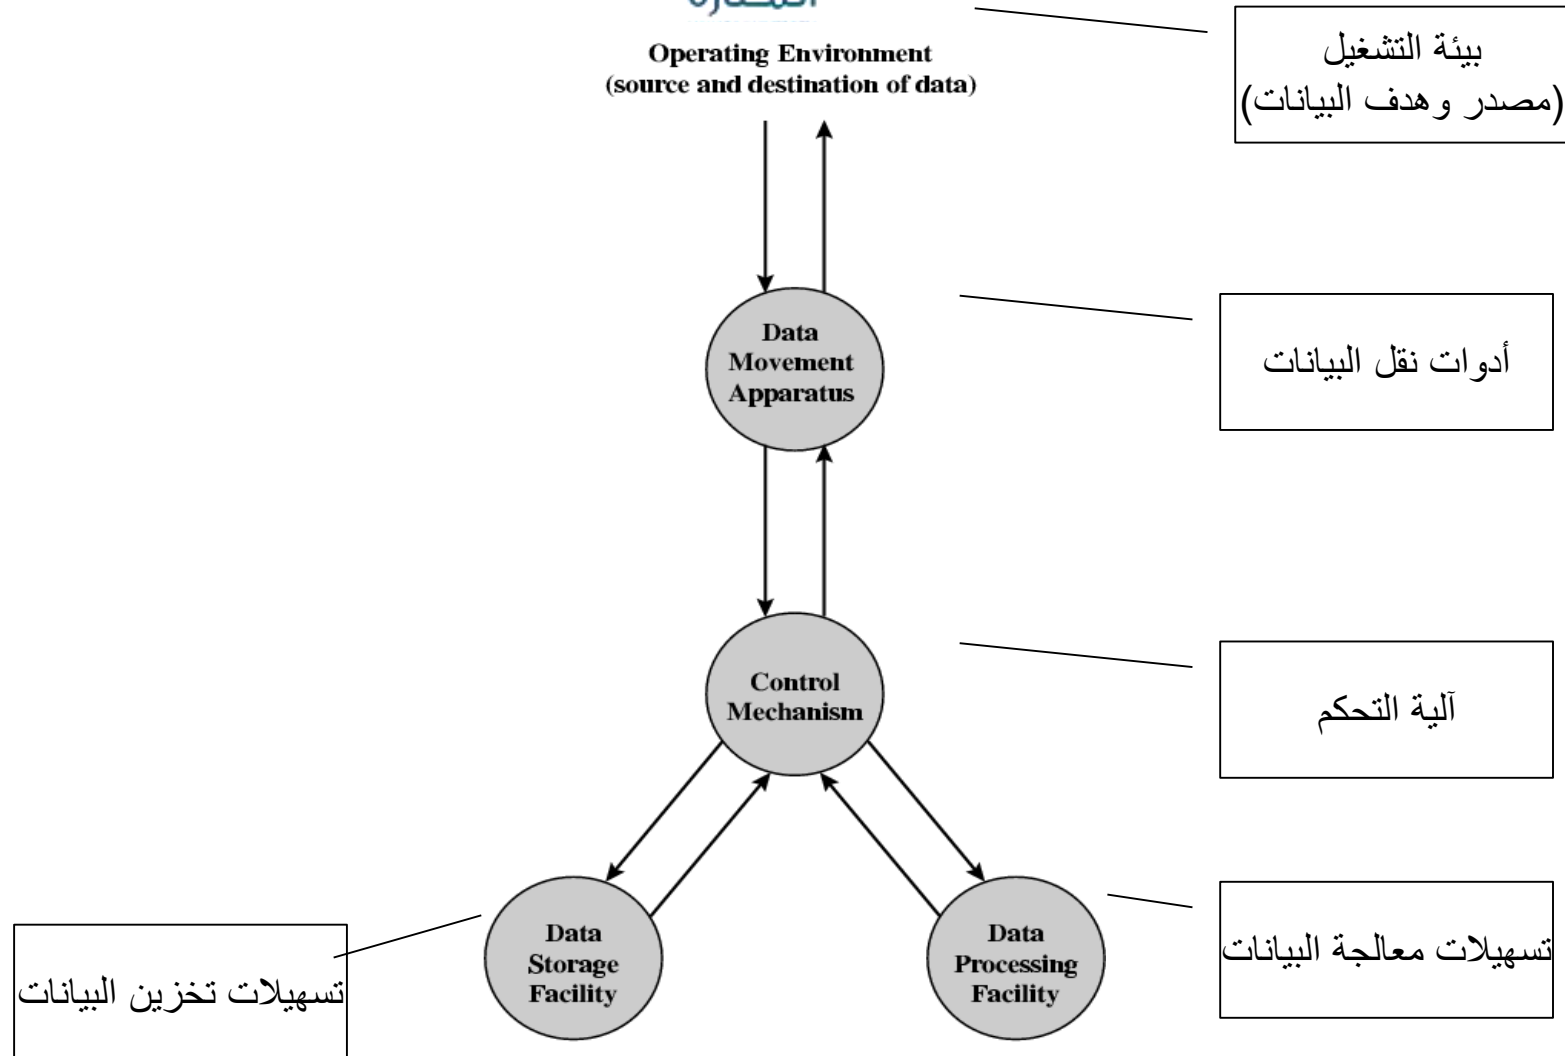 Operating Environment
(source and destination of data)
بيئة التشغيل
(مصدر وهدف البيانات)
Data
Movement
Apparatus
أدوات نقل البيانات
Control
Mechanism
آلية التحكم
Data
Storage
Facility
تسهيلات تخزين البيانات
Data
Processing
Facility
تسهيلات معالجة البيانات